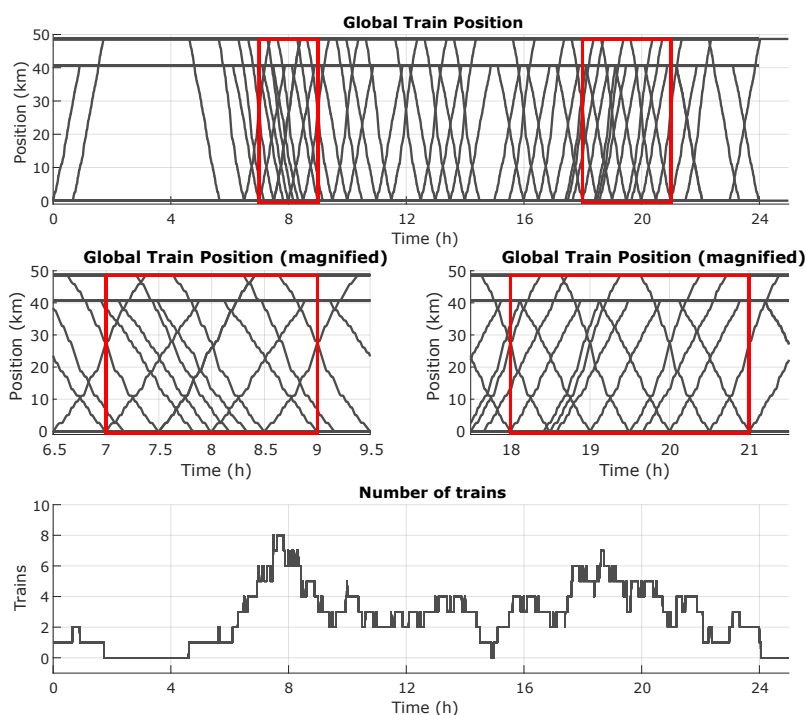 Global Train Position
50
40
30
20
10
0
Position (km)
0 4 8 12 16 20 24
Time (h)
Global Train Position (magnified)
50
40
30
20
10
0
Position (km)
6.5 7 7.5 8 8.5 9 9.5
Time (h)
Global Train Position (magnified)
50
40
30
20
10
0
Position (km)
18 19 20 21
Time (h)
Number of trains
10
8
6
4
2
0
Trains
0 4 8 12 16 20 24
Time (h)